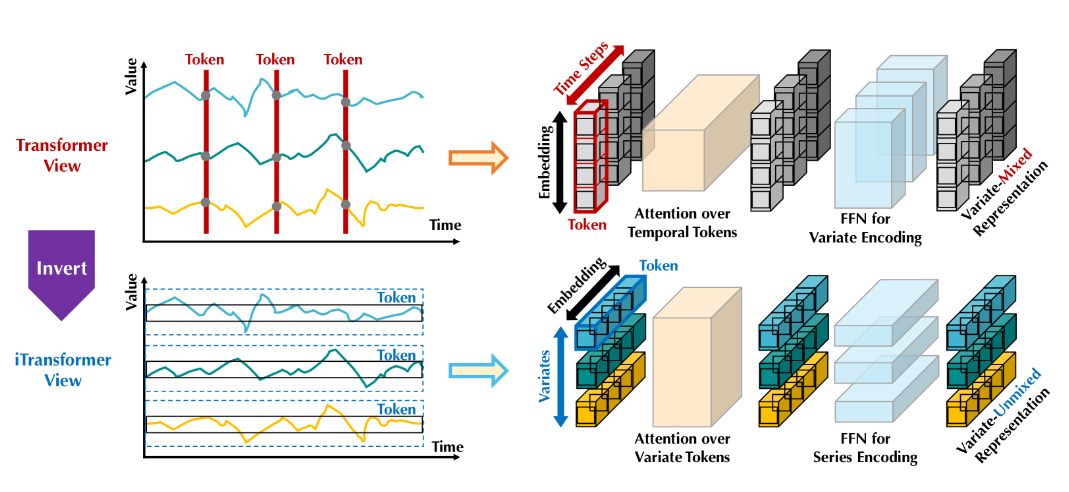 Value
Token
Token
Token
Transformer
View
Time
Time Steps
Embedding
Token
Attention over
Temporal Tokens
FFN for
Variate Encoding
Variate-Mixed
Representation
Invert
Value
Token
Token
Token
iTransformer
View
Time
Embedding
Token
Variates
Attention over
Variate Tokens
FFN for
Series Encoding
Variate-Unmixed
Representation